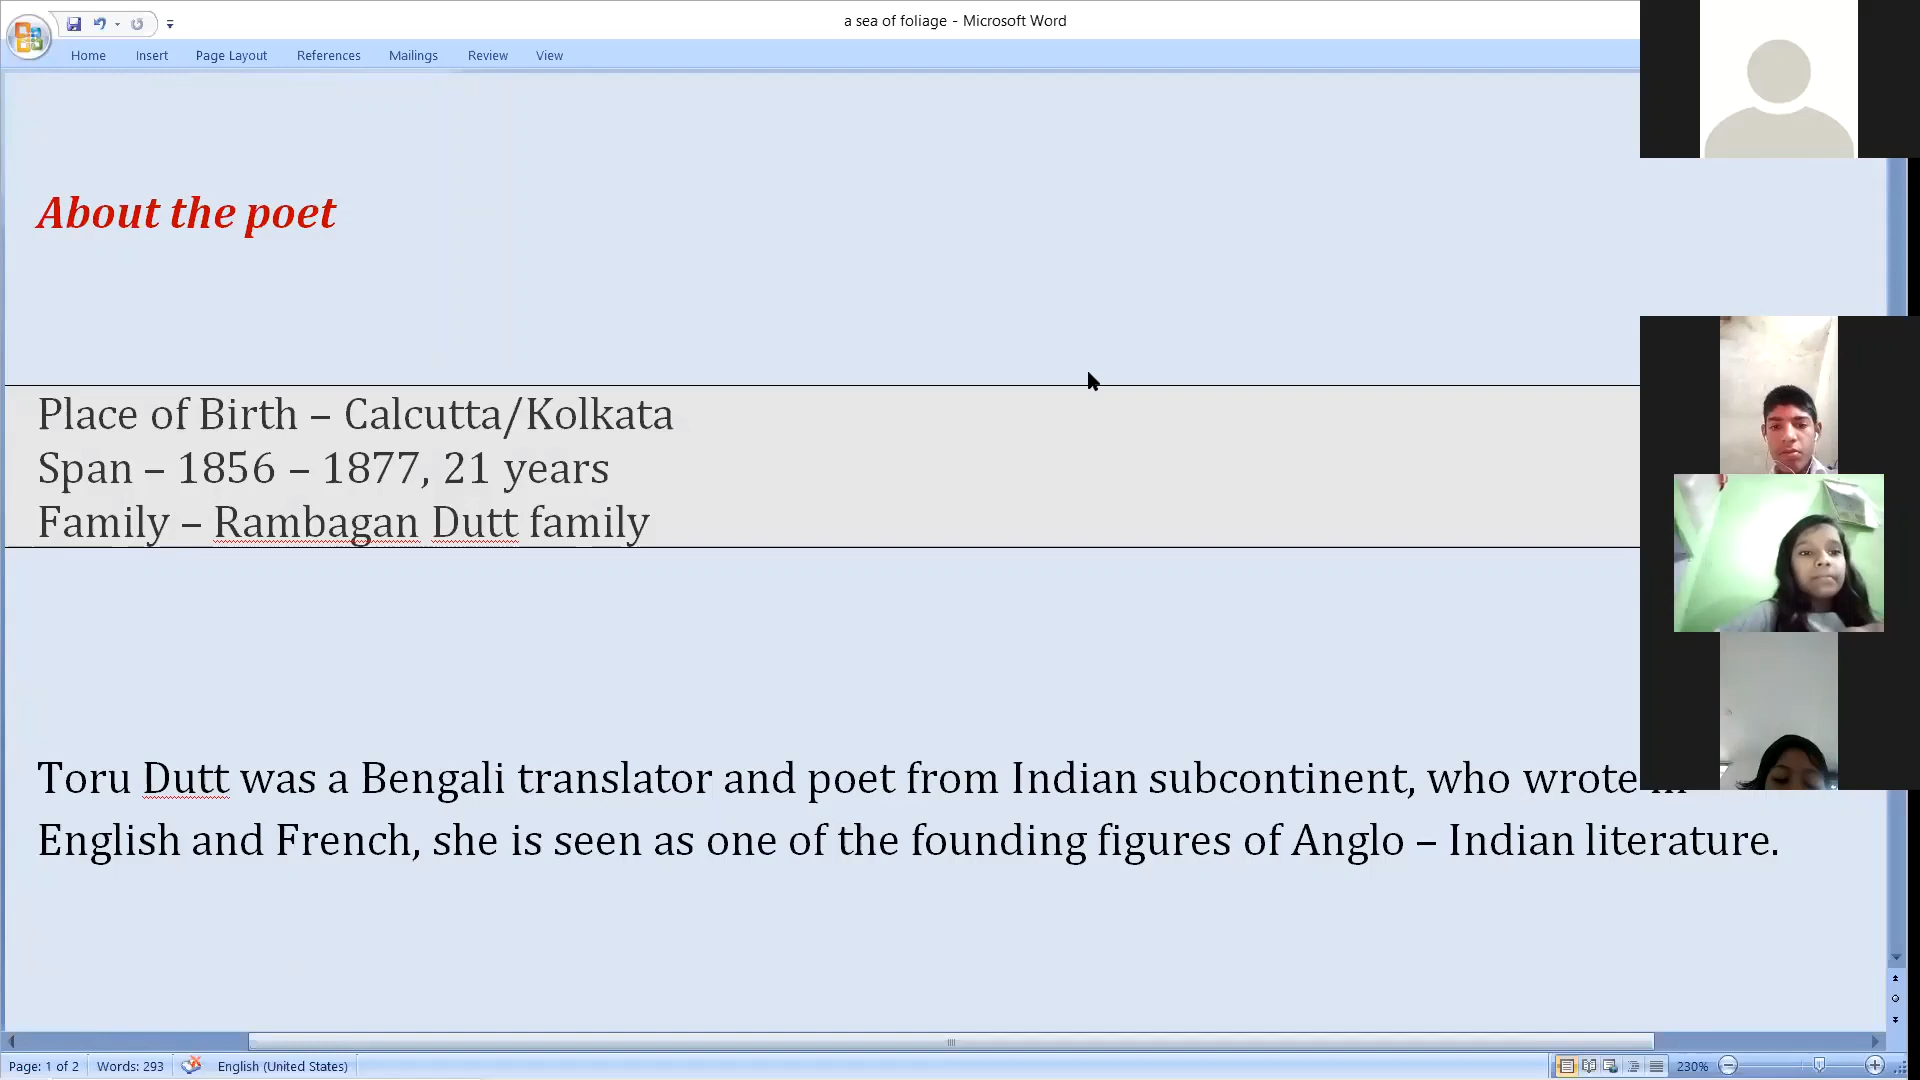 a sea of foliage - Microsoft Word
Home Insert Page Layout References Mailings Review View
About the poet
Place of Birth – Calcutta/Kolkata
Span – 1856 – 1877, 21 years
Family – Rambagan Dutt family
Toru Dutt was a Bengali translator and poet from Indian subcontinent, who wrote
English and French, she is seen as one of the founding figures of Anglo – Indian literature.
Page: 1 of 2 Words: 293 English (United States) 230%